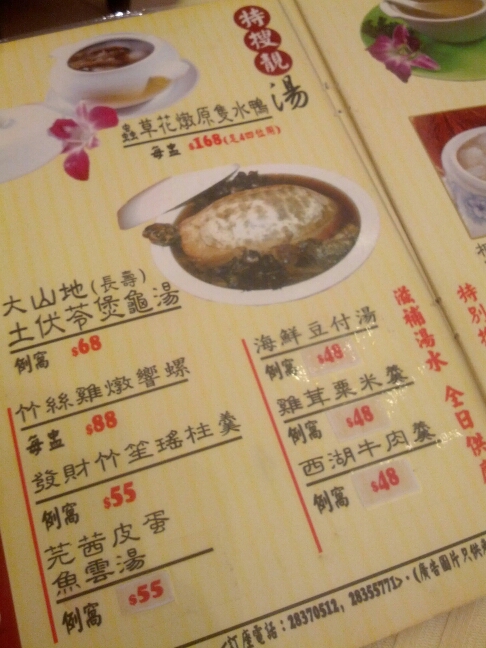 特搜靚湯
蟲草花燉原隻水鴨
每盅 $168(足4四位用)
大山地(長壽)
土伏苓煲龜湯
例窩 $68
竹絲雞燉響螺
每盅 $88
發財竹笙瑤柱羹
例窩 $55
芫茜皮蛋
魚雲湯
例窩 $55
海鮮豆付湯
例窩 $48
雞茸粟米羹
例窩 $48
西湖牛肉羹
例窩 $48
滋補湯水 全日供應
特別
訂座電話:28370512, 28355771>·(廣告圖片只供